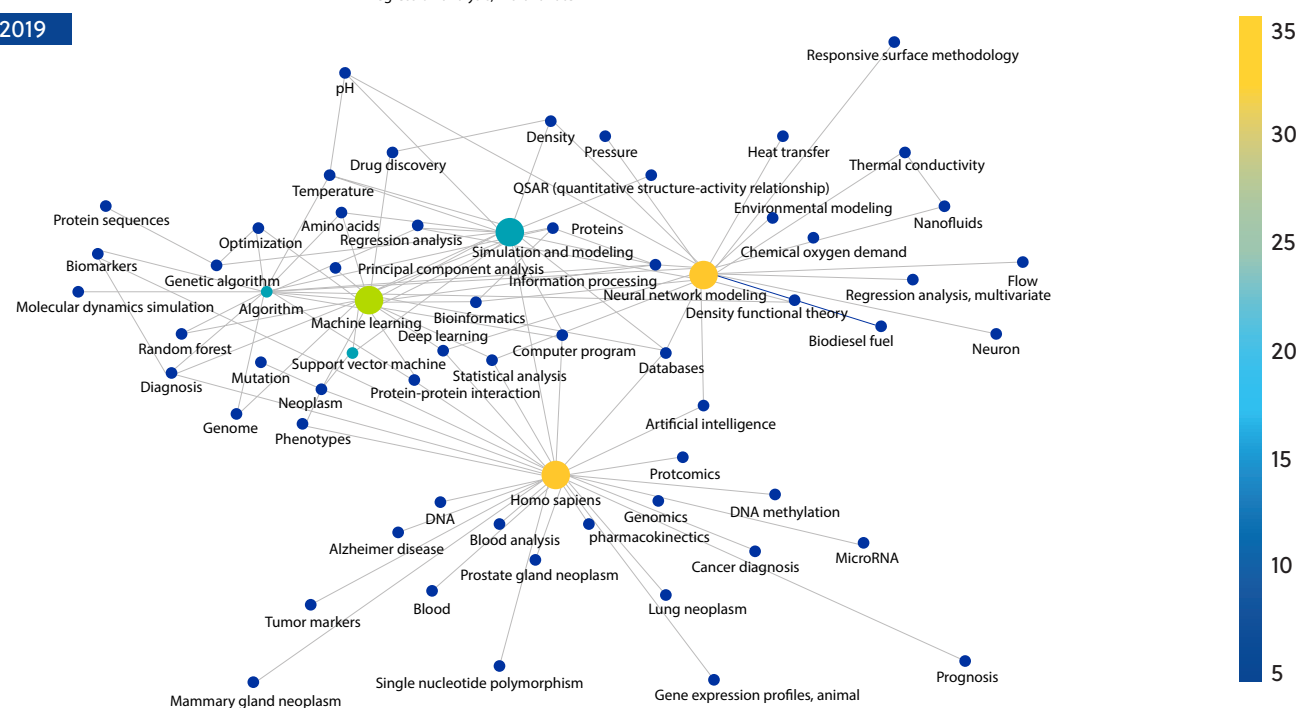 2019
35
Responsive surface methodology
pH
Density
Pressure
Heat transfer
30
Drug discovery
Thermal conductivity
Temperature
QSAR (quantitative structure-activity relationship)
Protein sequences
Environmental modeling
Amino acids
Nanofluids
Optimization
Regression analysis
Proteins
25
Simulation and modeling
Chemical oxygen demand
Biomarkers
Principal component analysis
Genetic algorithm
Information processing
Flow
Neural network modeling
Regression analysis, multivariate
Molecular dynamics simulation
Algorithm
Density functional theory
Machine learning
Bioinformatics
Deep learning
Biodiesel fuel
Random forest
Computer program
Neuron
20
Support vector machine
Databases
Mutation
Statistical analysis
Diagnosis
Protein-protein interaction
Neoplasm
Artificial intelligence
Genome
Phenotypes
15
Protcomics
Homo sapiens
DNA methylation
DNA
Genomics
Blood analysis
pharmacokinectics
Alzheimer disease
MicroRNA
Cancer diagnosis
10
Prostate gland neoplasm
Blood
Lung neoplasm
Tumor markers
Prognosis
5
Single nucleotide polymorphism
Mammary gland neoplasm
Gene expression profiles, animal